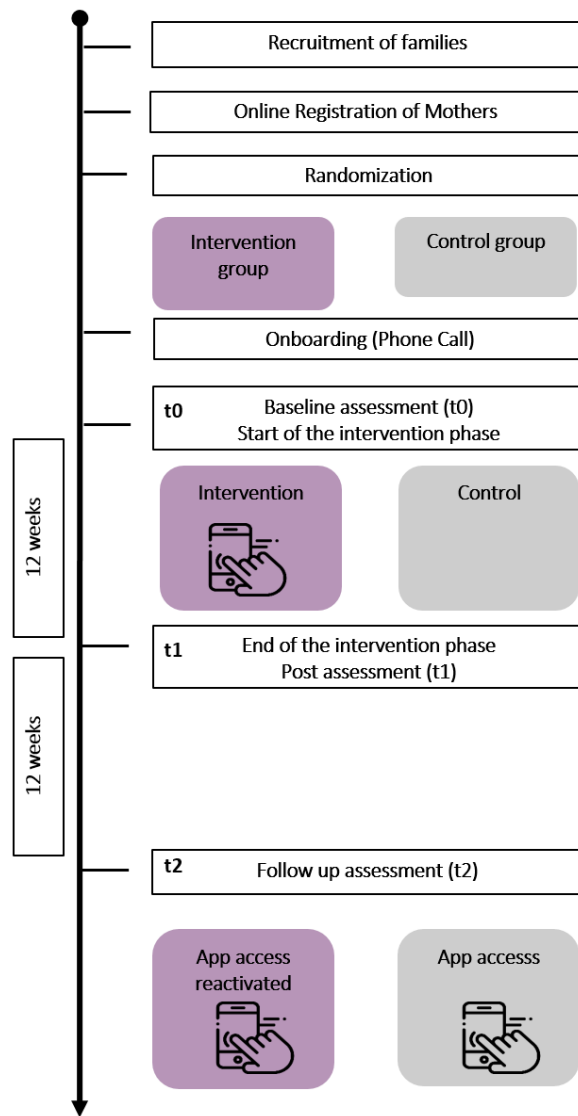 Recruitment of families
Online Registration of Mothers
Randomization
Intervention
group
Control group
Onboarding (Phone Call)
t0
Baseline assessment (t0)
Start of the intervention phase
12 weeks
Intervention
Control
t1
End of the intervention phase
Post assessment (t1)
12 weeks
t2
Follow up assessment (t2)
App access
reactivated
App accesss